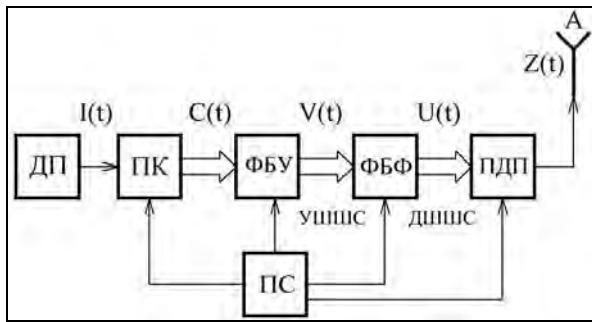 А
Z(t)
I(t) C(t) V(t) U(t)
ДП ПК ФБУ ФБФ ПДП
УШШС ДШШС
ПС